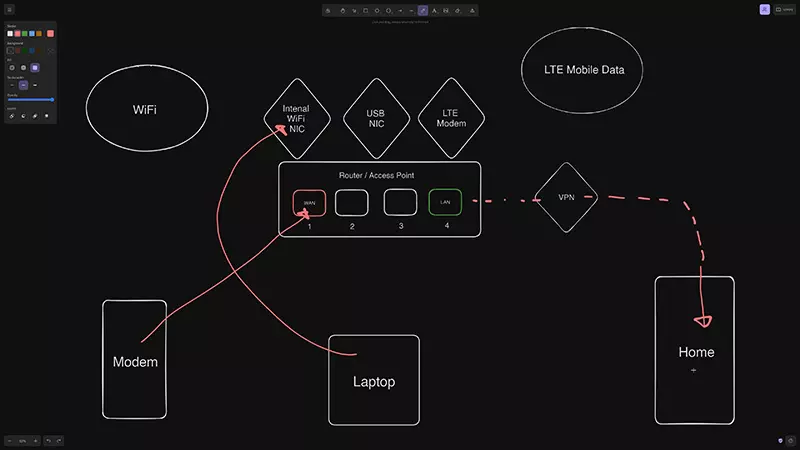 LTE Mobile Data
WiFi
Intenal
WiFi
NIC
USB
NIC
LTE
Modem
Router / Access Point
WAN
LAN
1
2
3
4
VPN
Modem
Laptop
Home